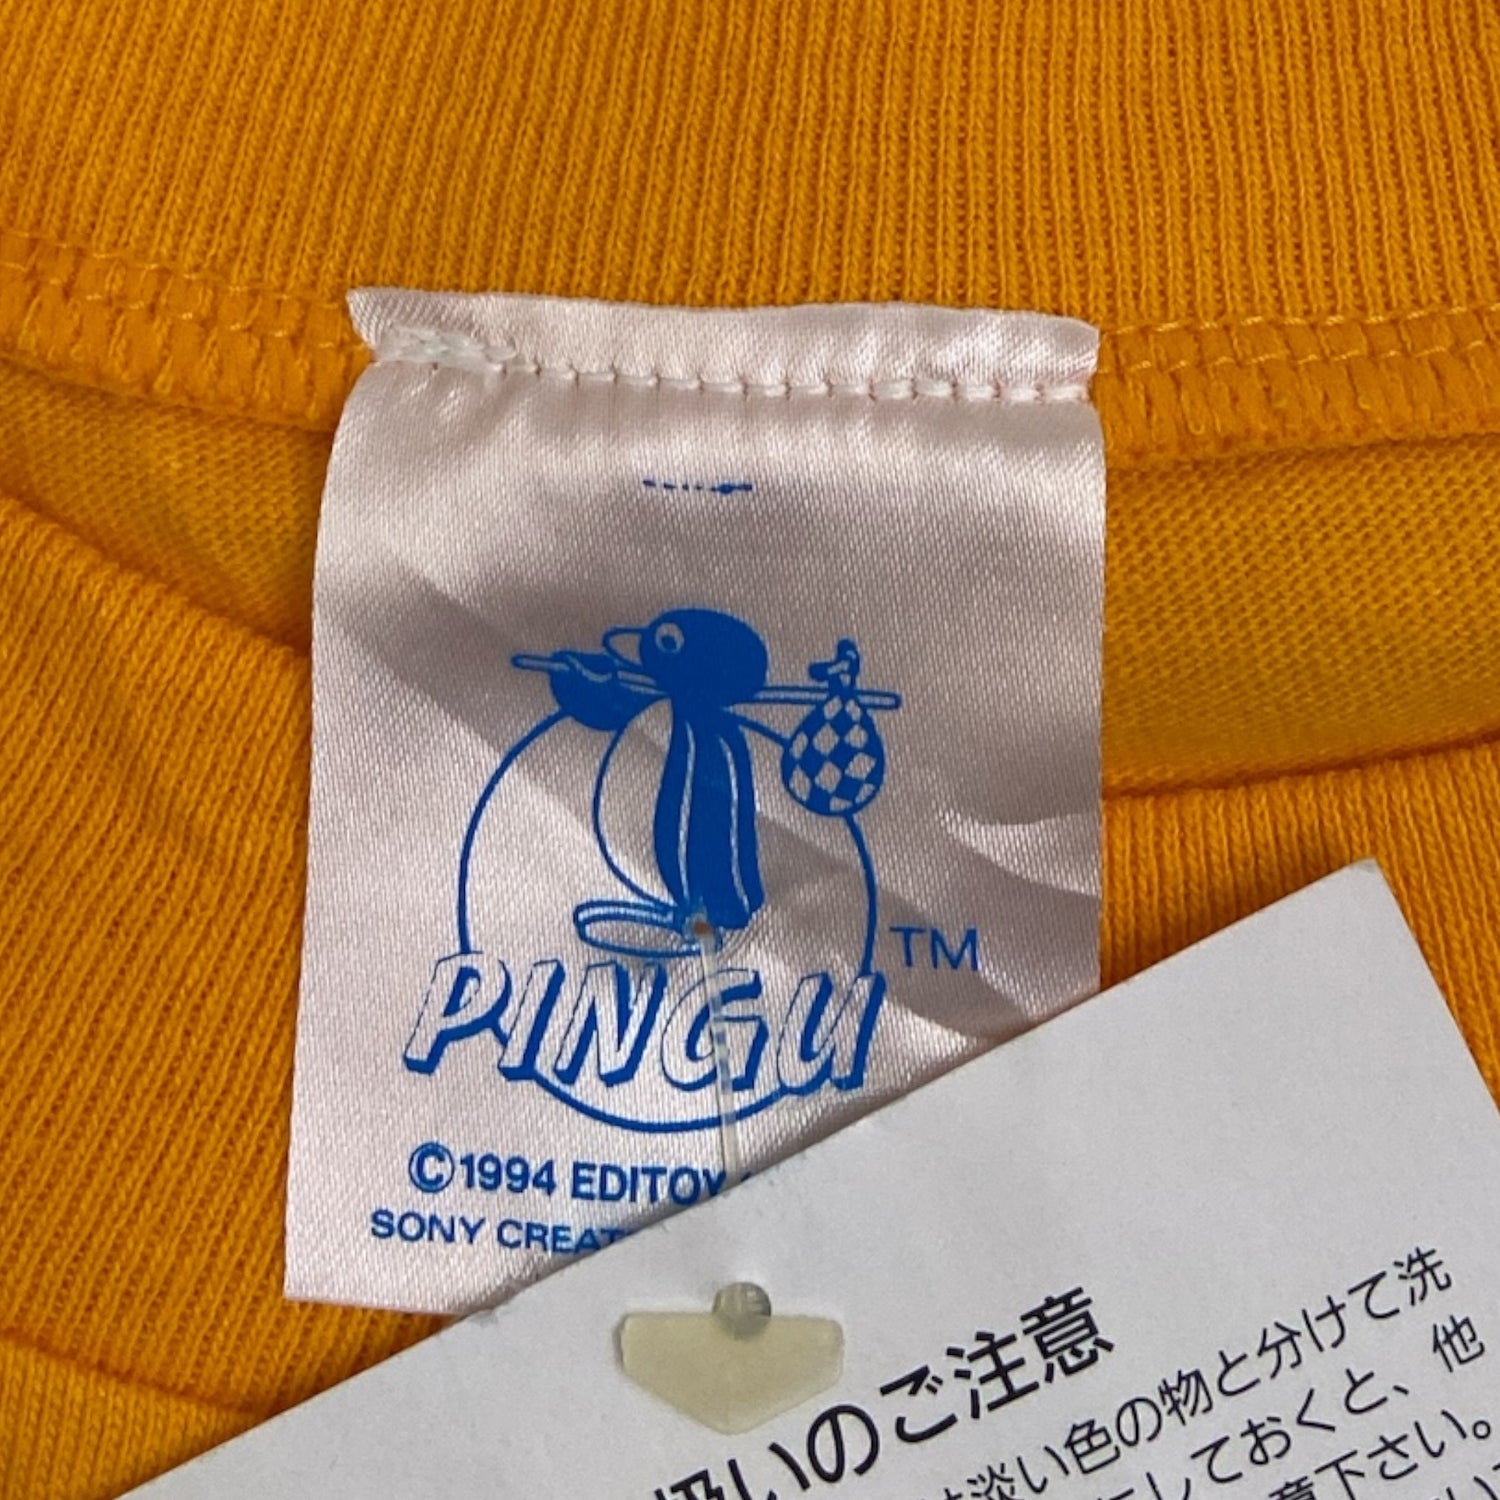 PINGU TM
©1994 EDITOY
SONY CREAT
扱いのご注意
淡い色の物と分けて洗
しておくと、他
意下さい。